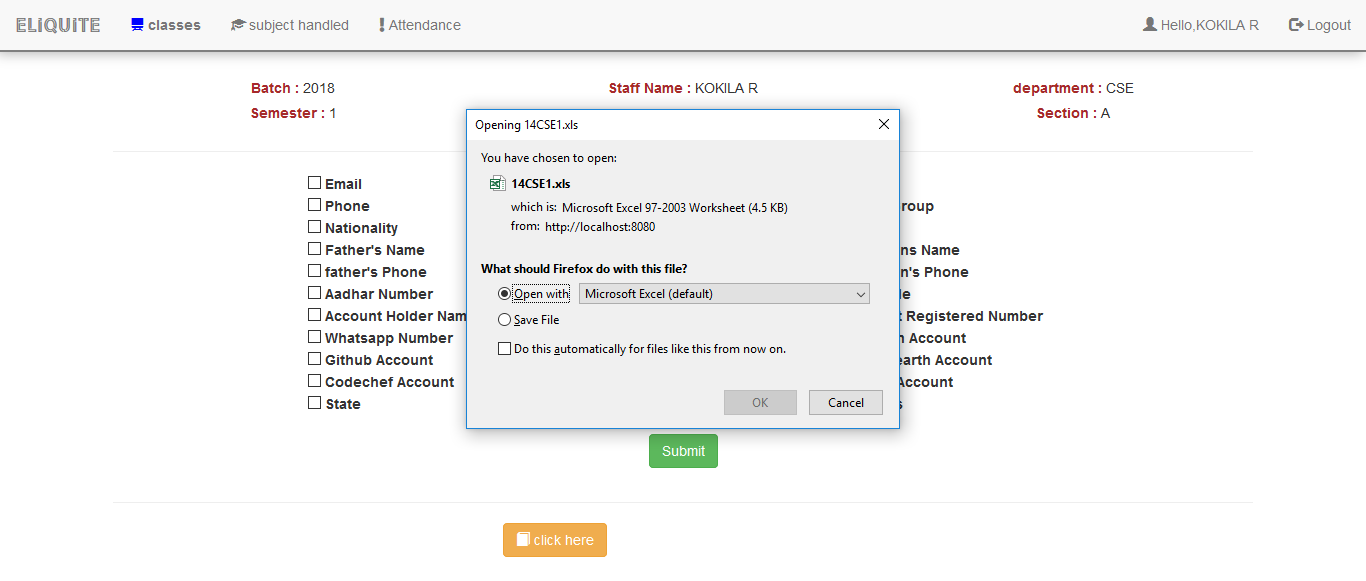 ELiQUITE classes subject handled Attendance Hello,KOKILA R Logout
Batch : 2018 Staff Name : KOKILA R department : CSE
Semester : 1 Section : A
Opening 14CSE1.xls
You have chosen to open:
14CSE1.xls
which is: Microsoft Excel 97-2003 Worksheet (4.5 KB)
from: http://localhost:8080
What should Firefox do with this file?
Open with Microsoft Excel (default)
Save File
Do this automatically for files like this from now on.
OK Cancel
Email
Phone
Nationality
Father's Name
father's Phone
Aadhar Number
Account Holder
Whatsapp Number
Github Account
Codechef Account
State
Name
Phone
Registered Number
Account
Account
Account
Submit
click here